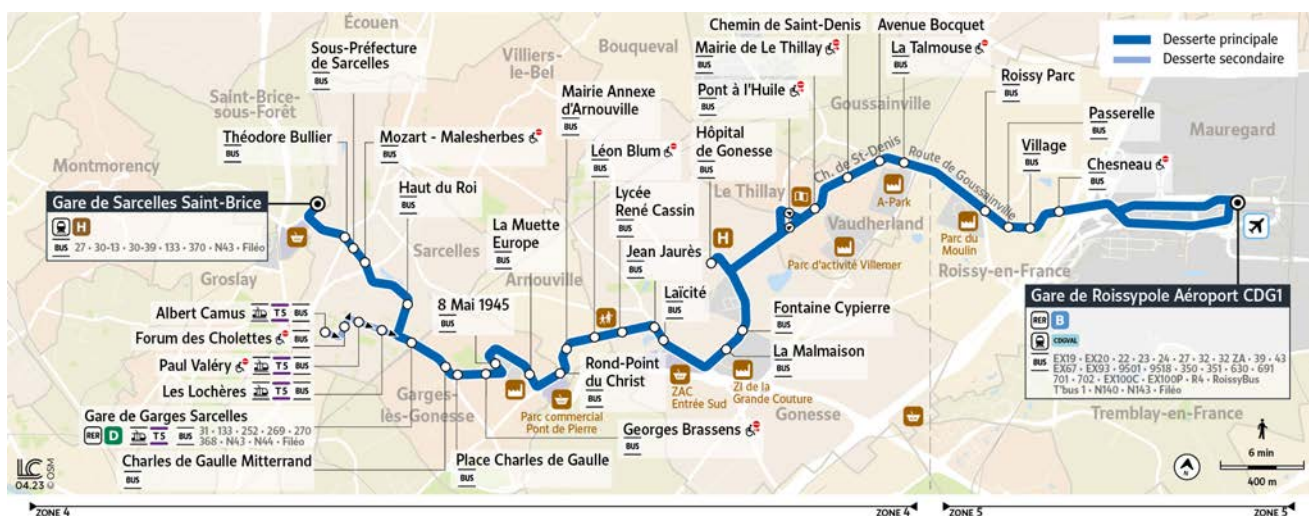 Écouen
Sous-Préfecture
de Sarcelles
BUS
Villiers-
le-Bel
Bouqueval
Chemin de Saint-Denis
BUS
Avenue Bocquet
BUS
Mairie de Le Thillay
BUS
La Talmouse
BUS
Desserte principale
Desserte secondaire
Saint-Brice-
sous-Forêt
Mairie Annexe
d'Arnouville
BUS
Pont à l'Huile
BUS
Goussainville
Roissy Parc
BUS
Théodore Bullier
BUS
Mozart - Malesherbes
BUS
Léon Blum
BUS
Hôpital
de Gonesse
BUS
Passerelle
BUS
Mauregard
Montmorency
Haut du Roi
BUS
Lycée
René Cassin
BUS
Le Thillay
Ch. de St-Denis
Route de Goussainville
Village
BUS
Chesneau
BUS
Gare de Sarcelles Saint-Brice
H
BUS 27 · 30-13 · 30-39 · 133 · 370 · N43 · Filéo
Sarcelles
La Muette
Europe
BUS
A-Park
Vaudherland
H
Parc du
Moulin
Groslay
Arnouville
Jean Jaurès
BUS
Parc d'activité Villemer
Roissy-en-France
8 Mai 1945
BUS
Laïcité
BUS
Gare de Roissypole Aéroport CDG1
RER B
CDGVAL
BUS EX19 · EX20 · 22 · 23 · 24 · 27 · 32 · 32 ZA · 39 · 43
EX67 · EX93 · 9501 · 9518 · 350 · 351 · 630 · 691
701 · 702 · EX100C · EX100P · R4 · RoissyBus
T'bus 1 · N140 · N143 · Filéo
Albert Camus T5 BUS
Forum des Cholettes BUS
Paul Valéry T5 BUS
Les Lochères T5 BUS
Fontaine Cypierre
BUS
La Malmaison
BUS
Garges-
lès-Gonesse
Rond-Point
du Christ
BUS
ZAC
Entrée Sud
ZI de la
Grande Couture
Gonesse
Parc commercial
Pont de Pierre
Tremblay-en-France
Gare de Garges Sarcelles
RER D T5 BUS 31 · 133 · 252 · 269 · 270
368 · N43 · N44 · Filéo
Georges Brassens
BUS
Charles de Gaulle Mitterrand
BUS
Place Charles de Gaulle
BUS
LC
04.23 © OSM
N
6 min
400 m
ZONE 4
ZONE 4
ZONE 5
ZONE 5